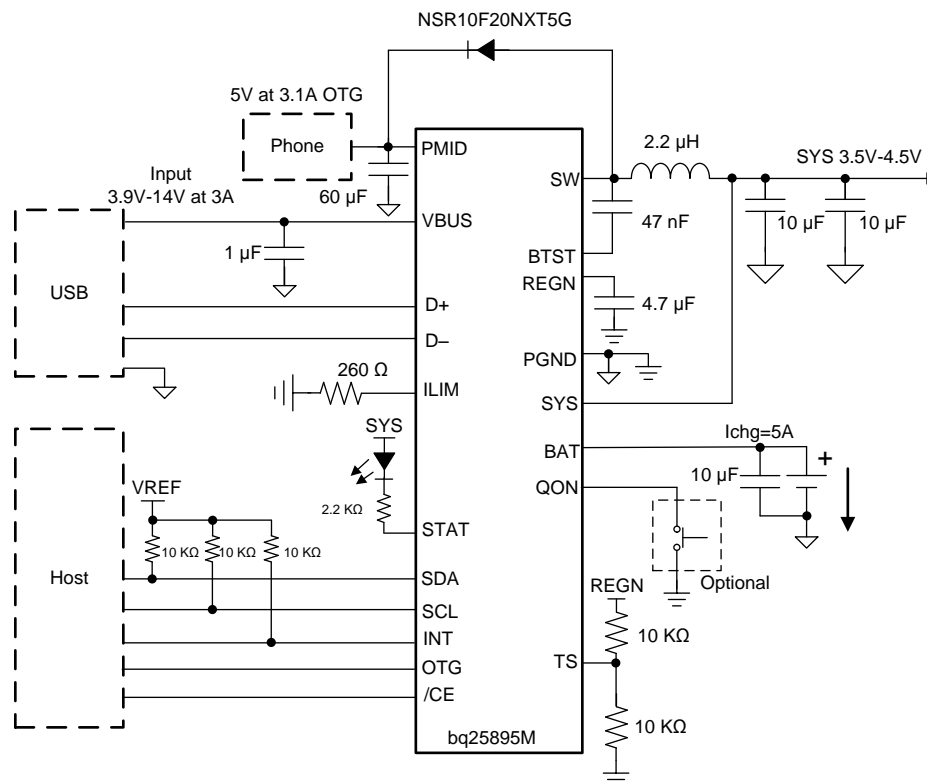 NSR10F20NXT5G
5V at 3.1A OTG
Phone
PMID
60 µF
Input
3.9V-14V at 3A
VBUS
1 µF
USB
D+
D–
260 Ω
ILIM
SYS
2.2 KΩ
STAT
VREF
10 KΩ
10 KΩ
10 KΩ
Host
SDA
SCL
INT
OTG
/CE
bq25895M
2.2 µH
SYS 3.5V-4.5V
SW
47 nF
10 µF
10 µF
BTST
REGN
4.7 µF
PGND
SYS
Ichg=5A
BAT
10 µF
+
QON
Optional
REGN
10 KΩ
TS
10 KΩ